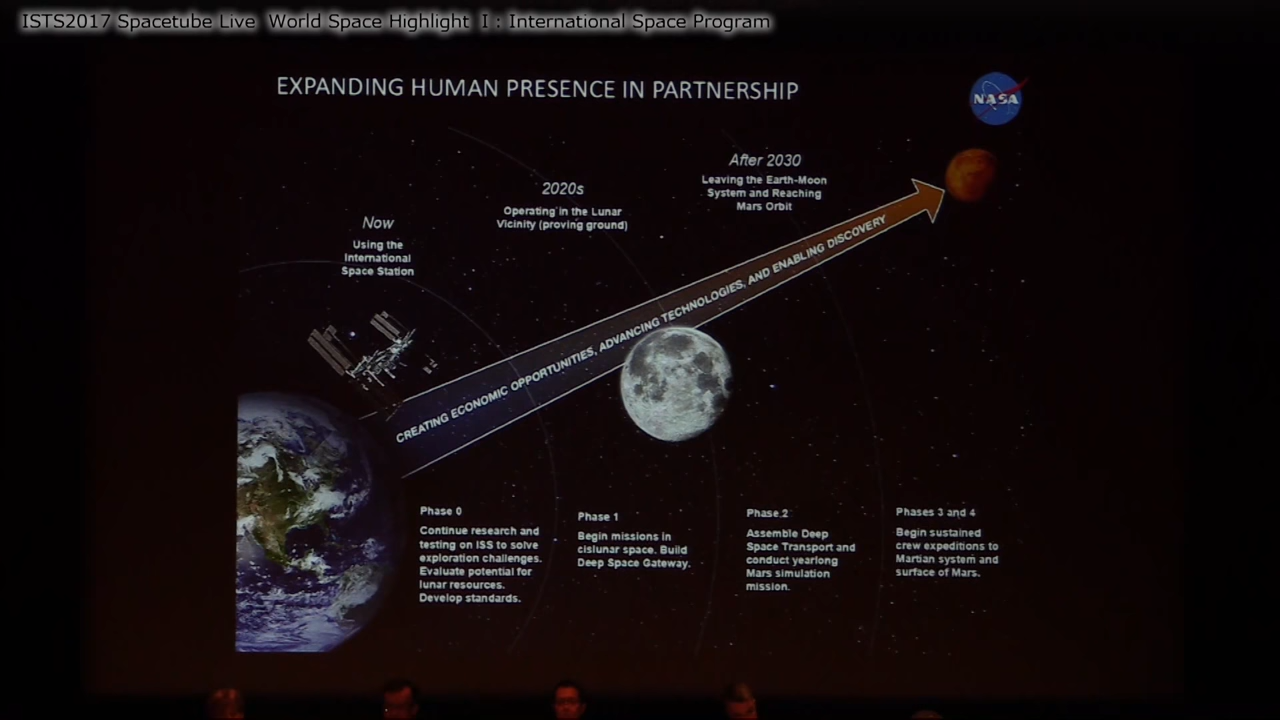 ISTS2017 Spacetube Live World Space Highlight I : International Space Program
EXPANDING HUMAN PRESENCE IN PARTNERSHIP
NASA
Now
Using the
International
Space Station
2020s
Operating in the Lunar
Vicinity (proving ground)
After 2030
Leaving the Earth-Moon
System and Reaching
Mars Orbit
CREATING ECONOMIC OPPORTUNITIES, ADVANCING TECHNOLOGIES, AND ENABLING DISCOVERY
Phase 0
Continue research and
testing on ISS to solve
exploration challenges.
Evaluate potential for
lunar resources.
Develop standards.
Phase 1
Begin missions in
cislunar space. Build
Deep Space Gateway.
Phase 2
Assemble Deep
Space Transport and
conduct yearlong
Mars simulation
mission.
Phases 3 and 4
Begin sustained
crew expeditions to
Martian system and
surface of Mars.